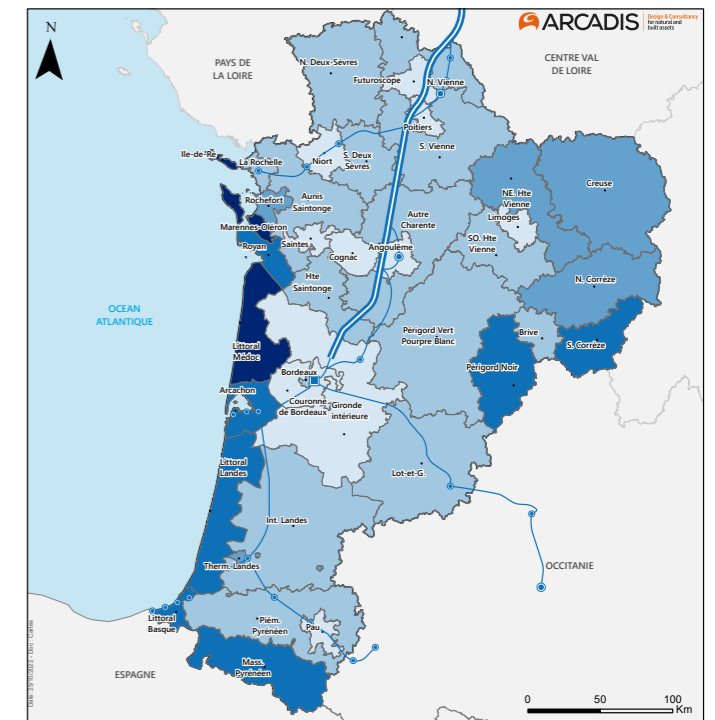 N
ARCADIS
Design & Consultancy
for natural and
built assets
PAYS DE
LA LOIRE
CENTRE VAL
DE LOIRE
N. Deux-Sèvres
Futuroscope
N. Vienne
Poitiers
S. Vienne
Ile-de-Ré
La Rochelle
Niort
S. Deux
Sèvres
Creuse
NE. Hte
Vienne
Limoges
Rochefort
Aunis
Saintonge
Autre
Charente
Marennes-Oléron
Royan
Saintes
Angoulême
SO. Hte
Vienne
Cognac
Hte
Saintonge
N. Corrèze
OCEAN
ATLANTIQUE
Périgord Vert
Pourpre Blanc
Brive
S. Corrèze
Littoral
Médoc
Périgord Noir
Bordeaux
Arcachon
Couronne
de Bordeaux
Gironde
intérieure
Littoral
Landes
Lot-et-G.
Int. Landes
Therm. Landes
OCCITANIE
Littoral
Basque
Pièm.
Pyrénéen
Pau
Mass.
Pyrénéen
ESPAGNE
0 50 100
Km